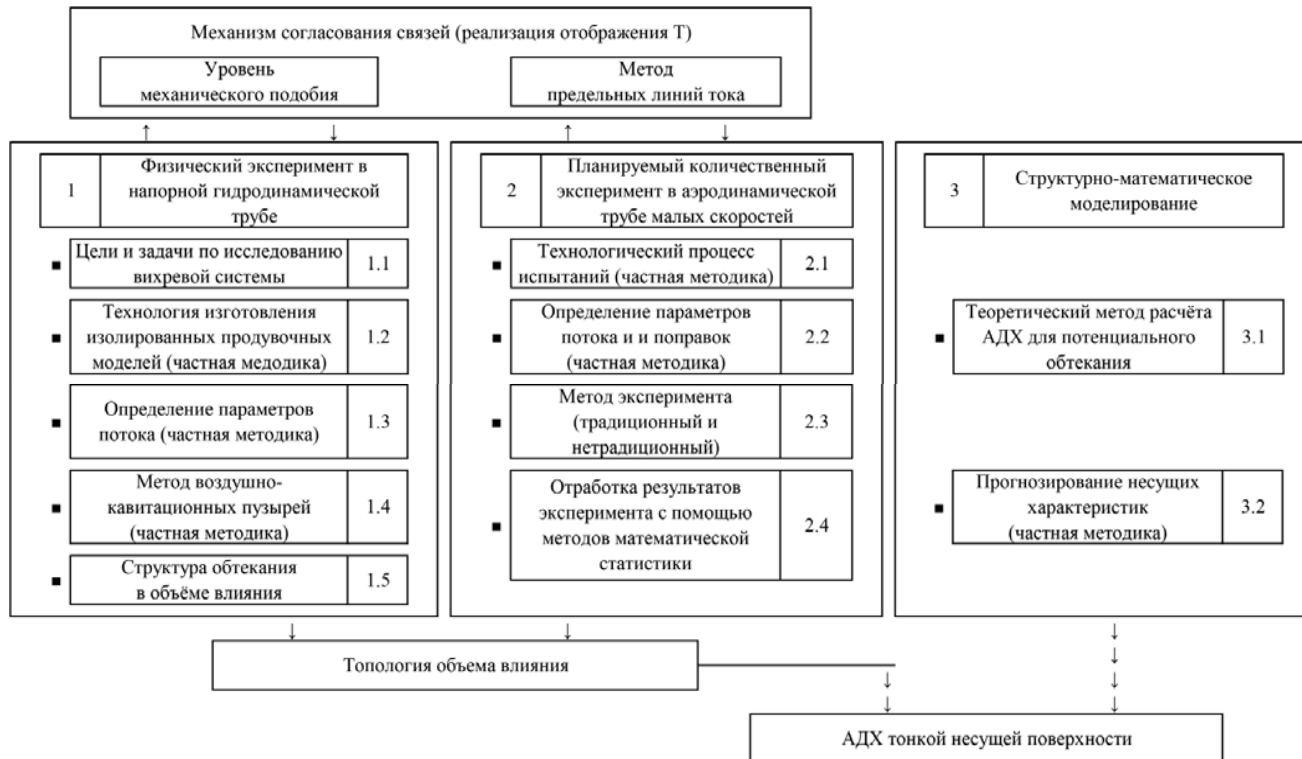 Механизм согласования связей (реализация отображения Т)
Уровень
механического подобия
Метод
предельных линий тока
1
Физический эксперимент в
напорной гидродинамической
трубе
Цели и задачи по исследованию
вихревой системы
1.1
Технология изготовления
изолированных продувочных
моделей (частная медодика)
1.2
Определение параметров
потока (частная методика)
1.3
Метод воздушно-
кавитационных пузырей
(частная методика)
1.4
Структура обтекания
в объёме влияния
1.5
2
Планируемый количественный
эксперимент в аэродинамической
трубе малых скоростей
Технологический процесс
испытаний (частная методика)
2.1
Определение параметров
потока и и поправок
(частная методика)
2.2
Метод эксперимента
(традиционный и
нетрадиционный)
2.3
Отработка результатов
эксперимента с помощью
методов математической
статистики
2.4
3
Структурно-математическое
моделирование
Теоретический метод расчёта
АДХ для потенциального
обтекания
3.1
Прогнозирование несущих
характеристик
(частная методика)
3.2
Топология объема влияния
АДХ тонкой несущей поверхности